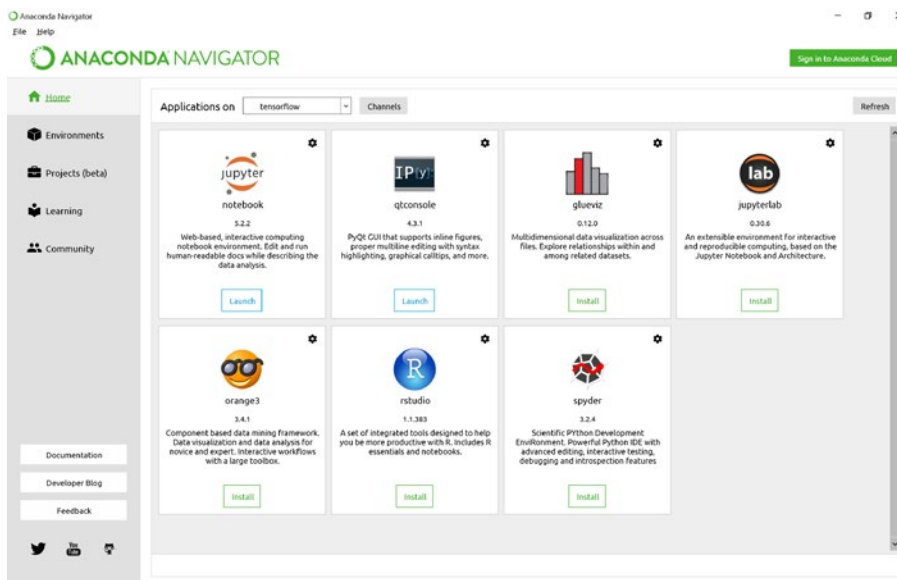 Anaconda Navigator
File Help
ANACONDA NAVIGATOR
Sign in to Anaconda Cloud
Home
Environments
Projects (beta)
Learning
Community
Documentation
Developer Blog
Feedback
You Tube
Applications on tensorflow Channels Refresh
jupyter
notebook
5.2.2
Web-based, interactive computing
notebook environment. Edit and run
human-readable docs while describing the
data analysis.
Launch
IP[y]:
qtconsole
4.3.1
PyQt GUI that supports inline figures,
proper multiline editing with syntax
highlighting, graphical calltips, and more.
Launch
glueviz
0.12.0
Multidimensional data visualization across
files. Explore relationships within and
among related datasets.
Install
lab
jupyterlab
0.30.6
An extensible environment for interactive
and reproducible computing, based on the
Jupyter Notebook and Architecture.
Install
orange3
3.4.1
Component based data mining framework.
Data visualization and data analysis for
novice and expert. Interactive workflows
with a large toolbox.
Install
R
rstudio
1.1.383
A set of integrated tools designed to help
you be more productive with R. Includes R
essentials and notebooks.
Install
spyder
3.2.4
Scientific PYthon Development
EnviRonment. Powerful Python IDE with
advanced editing, interactive testing,
debugging and introspection features
Install